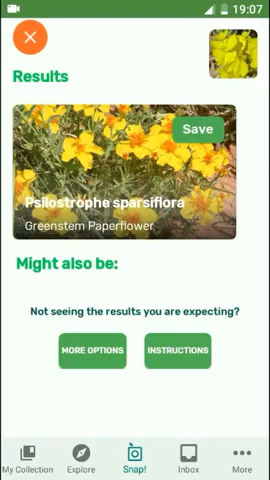 19:07
Results
Save
Psilostrophe sparsiflora
Greenstem Paperflower
Might also be:
Not seeing the results you are expecting?
MORE OPTIONS
INSTRUCTIONS
My Collection
Explore
Snap!
Inbox
More